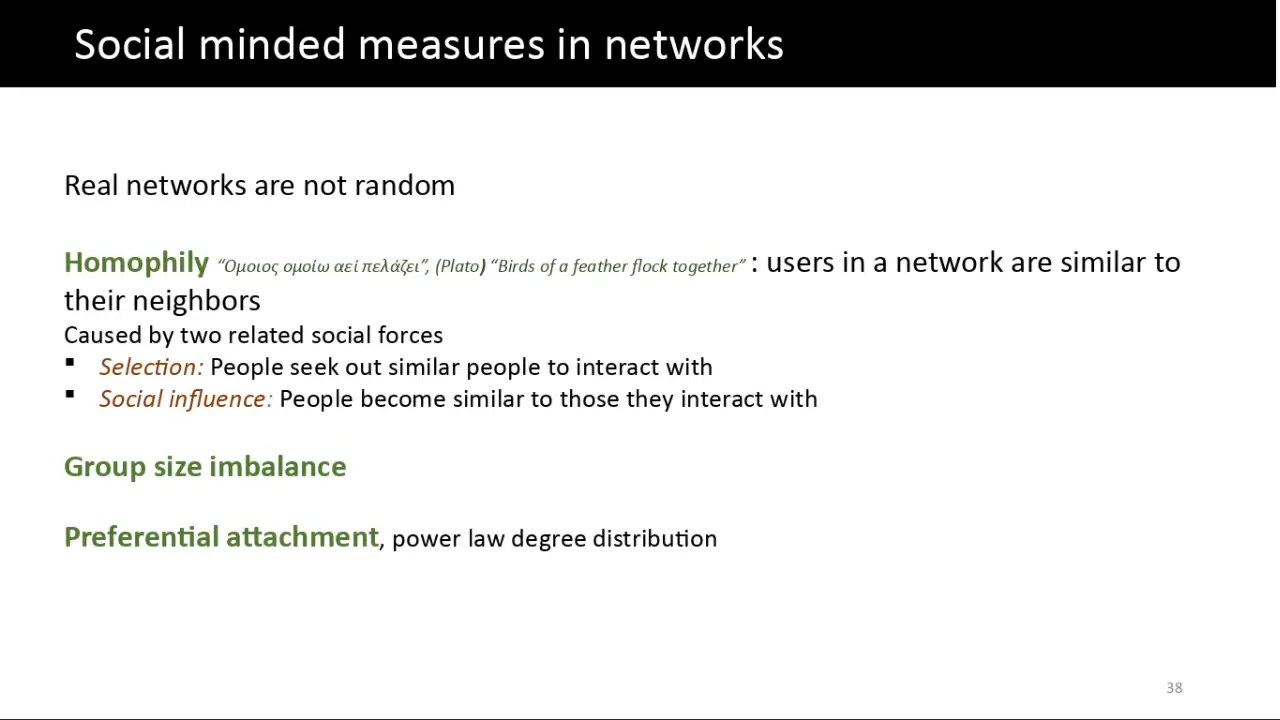 Social minded measures in networks
Real networks are not random
Homophily “Ομοιος ομοίω αεί πελάζει”, (Plato) “Birds of a feather flock together” : users in a network are similar to
their neighbors
Caused by two related social forces
▪ Selection: People seek out similar people to interact with
▪ Social influence: People become similar to those they interact with
Group size imbalance
Preferential attachment, power law degree distribution
38